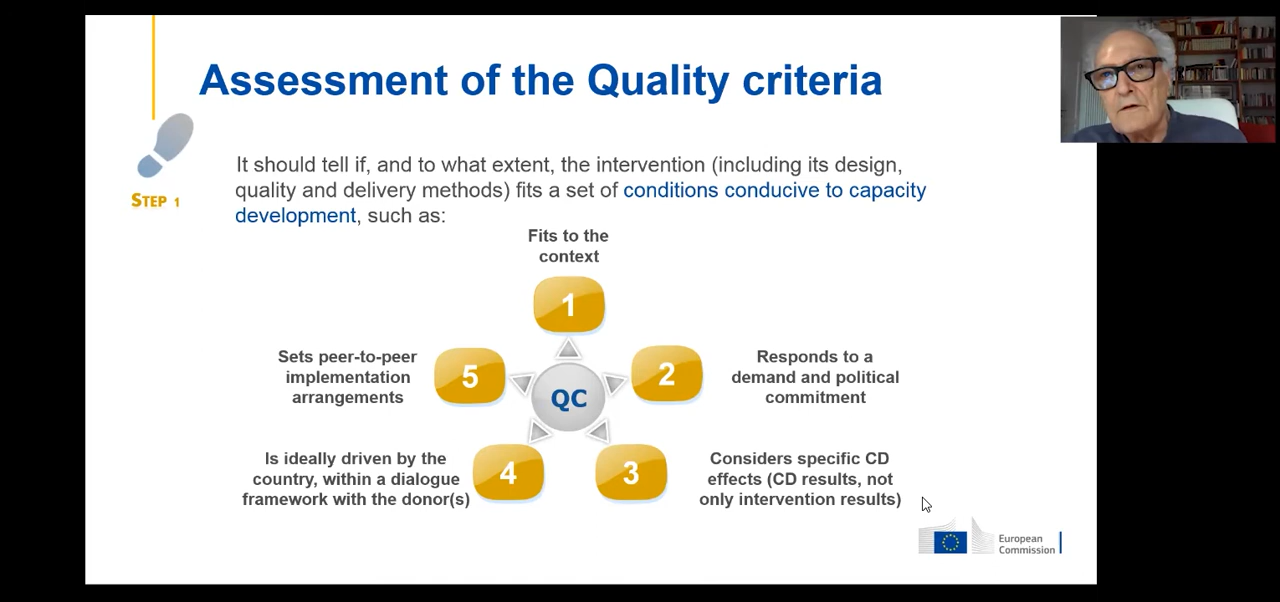 Assessment of the Quality criteria
STEP 1
It should tell if, and to what extent, the intervention (including its design,
quality and delivery methods) fits a set of conditions conducive to capacity
development, such as:
Fits to the
context
1
Sets peer-to-peer
implementation
arrangements
5
QC
2
Responds to a
demand and political
commitment
Is ideally driven by the
country, within a dialogue
framework with the donor(s)
4
3
Considers specific CD
effects (CD results, not
only intervention results)
European
Commission